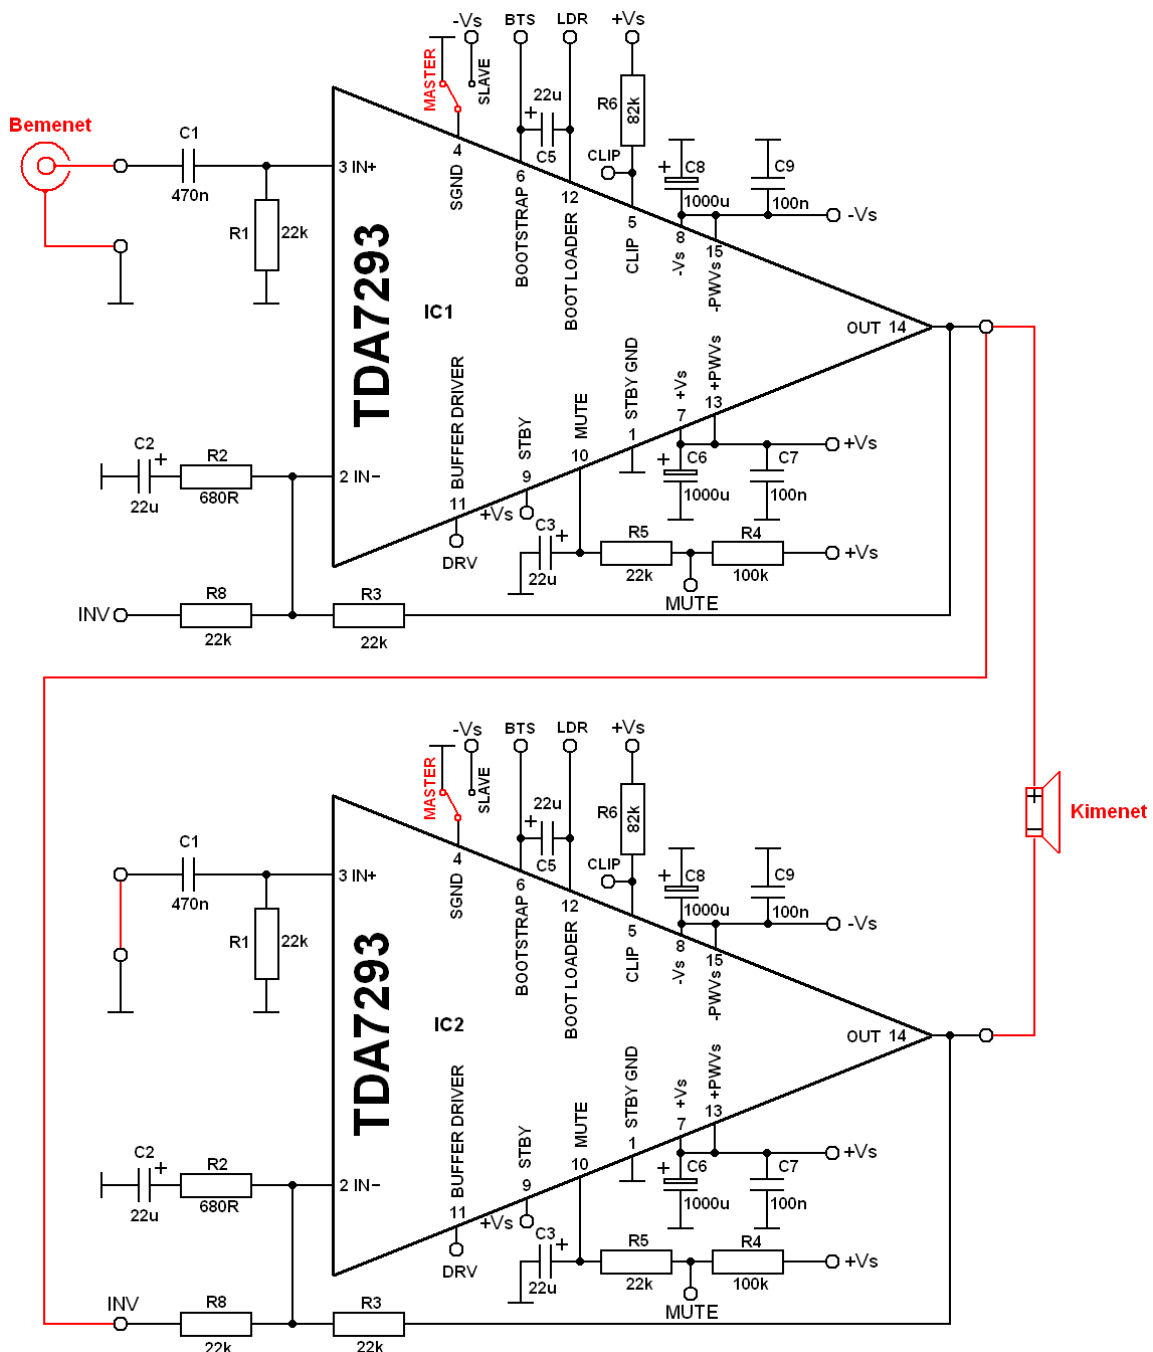 -Vs
BTS
LDR
+Vs
MASTER
SLAVE
22u
+
C5
R6
82k
Bemenet
C1
470n
3 IN+
4
SGND
6
BOOTSTRAP
12
BOOT LOADER
CLIP
5
CLIP
+
C8
1000u
C9
100n
-Vs
8
-Vs
15
-PWVs
R1
22k
TDA7293
IC1
OUT 14
BUFFER DRIVER
STBY
MUTE
STBY GND
+Vs
+PWVs
7
13
+Vs
C2
+
22u
R2
680R
2 IN-
11
DRV
9
+Vs
10
1
+
C6
1000u
C7
100n
C3
+
22u
R5
22k
R4
100k
+Vs
MUTE
INV
R8
22k
R3
22k
-Vs
BTS
LDR
+Vs
MASTER
SLAVE
22u
+
C5
R6
82k
+
-
Kimenet
C1
470n
3 IN+
4
SGND
6
BOOTSTRAP
12
BOOT LOADER
CLIP
5
CLIP
+
C8
1000u
C9
100n
-Vs
8
-Vs
15
-PWVs
R1
22k
TDA7293
IC2
OUT 14
BUFFER DRIVER
STBY
MUTE
STBY GND
+Vs
+PWVs
7
13
+Vs
C2
+
22u
R2
680R
2 IN-
11
DRV
9
+Vs
10
1
+
C6
1000u
C7
100n
C3
+
22u
R5
22k
R4
100k
+Vs
MUTE
INV
R8
22k
R3
22k